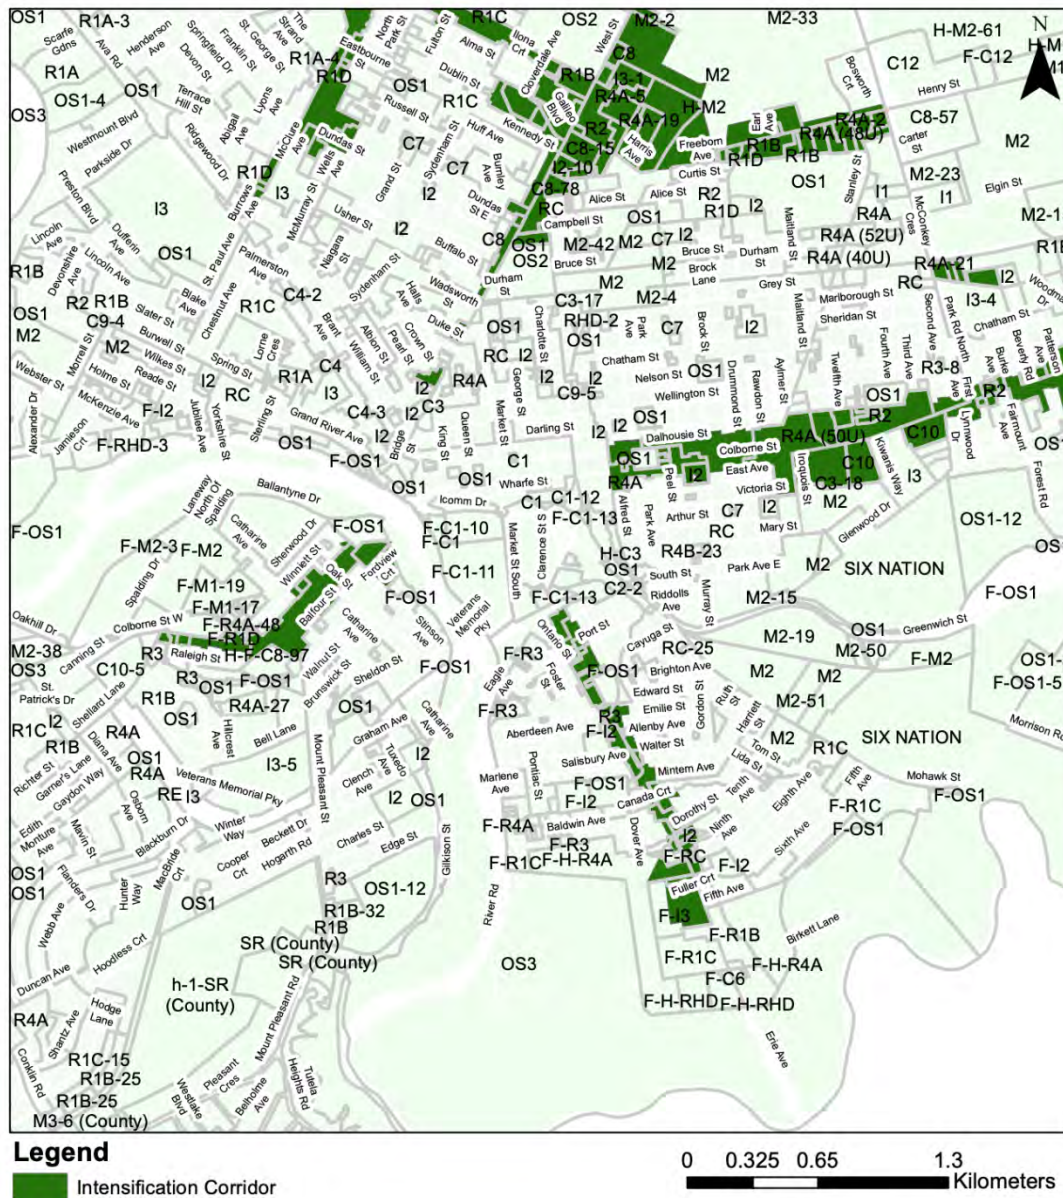 OS1
R1A-3
R1C
OS2
M2-2
M2-33
H-M2-61
N
Scarfe
Gdns
Ava Rd
Henderson
Ave
Springfield Dr
Devon St
Franklin St
St. George St
The
Strand
Ave
Eastbourne
North
Park St
Fulton St
Alma St
Ilona
Crt
Cloverdale Ave
West St
C8
R1A-4
R1D
R1A
OS1-4
OS1
OS3
Terrace
Hill St
Lyons
Ave
Abigail
Ave
Ridgewood Dr
McClure
Ave
Dundas
St
Wells
Ave
Dublin St
Russell St
OS1
R1C
R1B
I3-1
R4A-5
R4A-19
Galileo
Blvd
M2
H-M2
Bosworth
Crt
C12
F-C12
Henry St
Westmount Blvd
Parkside Dr
C7
Huff Ave
Kennedy St
R2
C8-15
Harris
Ave
Earl
Ave
R4A-2
R4A (48U)
R1B
C8-57
Freeborn
Ave
R1D
R1B
Carter
St
M2
Preston Blvd
R1D
I3
Grand St
Sydenham St
C7
Burnley
Ave
I2-10
Curtis St
OS1
M2-23
Elgin St
I3
Burrows
Ave
McMurray St
I2
Dundas
St E
C8-78
RC
Alice St
Alice St
R2
R1D
I2
Stanley St
I1
I1
McConkey
Cres
Lincoln
Ave
Dufferin
Ave
Usher St
I2
Campbell St
OS1
R4A
M2-1
R1B
Devonshire
Ave
Lincoln Ave
St. Paul Ave
Palmerston
Ave
Niagara
St
Buffalo St
C8
OS1
OS2
M2-42
M2
C7
I2
Bruce St
Bruce St
Maitland
St
Durham
St
R4A (52U)
R4A (40U)
R4A-21
R2
R1B
C9-4
Blake
Ave
Chestnut Ave
R1C
C4-2
Sydenham St
Halls
Ave
Wadsworth
St
Durham
St
M2
M2
Brock
Lane
Grey St
RC
I2
I3-4
OS1
M2
Slater St
Burwell St
M2
Morrell St
Wilkes St
Brant
Ave
Albion St
William St
Crown St
Pearl St
Duke St
OS1
C3-17
RHD-2
OS1
Charlotte St
M2-4
Park
Ave
C7
Brock St
I2
Maitland St
Marlborough St
Sheridan St
Second Ave
Park Rd North
Chatham St
Webster St
Holme St
Reade St
Spring St
Lorne
Cres
C4
R1A
I2
R4A
RC
I2
George St
Chatham St
Nelson St
OS1
Aylmer St
Twelfth Ave
Fourth Ave
Third Ave
R3-8
First
Ave
Burke
Ave
Beverly Rd
Patterson
Ave
McKenzie Ave
F-I2
I2
RC
Jubilee Ave
Yorkshire
St
Sterling St
I3
C4-3
I2
C3
I2
C9-5
I2
Wellington St
Drummond St
Rawdon St
OS1
R2
R2
Alexander Dr
Jamieson
Crt
F-RHD-3
Grand River Ave
OS1
I2
Bridge
St
King St
Queen St
Market St
Darling St
I2
OS1
Dalhousie St
R4A (50U)
Colborne St
C10
Lynnwood
Dr
Fairmount
Ave
F-OS1
C1
OS1
R4A
Peel St
I2
East Ave
Iroquois St
C10
Kiwanis Way
I3
Forest Rd
Laneway
North Of
Spalding
Ballantyne Dr
OS1
OS1
Wharfe St
Icomm Dr
C1
C1-12
F-C1-13
Victoria St
C3-18
M2
I2
F-OS1
Catharine
Ave
Sherwood Dr
F-OS1
F-C1-10
F-C1
Clarence St S
Alfred St
Park Ave
Arthur St
C7
RC
Mary St
Glenwood Dr
OS1-12
F-M2-3
F-M2
Winniett St
Oak St
Fordview
Crt
Market St South
H-C3
OS1
R4B-23
Park Ave E
M2
SIX NATION
Spalding Dr
F-M1-19
F-M1-17
F-R4A-48
F-R1D
Balfour St
F-OS1
F-C1-11
C2-2
South St
Riddolls
Ave
Murray St
M2-15
F-OS1
Oakhill Dr
Colborne St W
Catharine
Ave
Stinson
Ave
Veterans
Memorial
Pky
F-C1-13
Port St
Ontario St
Cayuga St
OS1
Greenwich St
M2-38
OS3
Canning St
C10-5
R3
Raleigh St
H-F-C8-97
Walnut St
Brunswick St
Sheldon St
F-OS1
F-R3
F-OS1
RC-25
M2-19
M2-50
F-M2
OS1-
St.
Patrick's Dr
Shellard Lane
R3
OS1
F-OS1
Eagle
Ave
Foster
St
Brighton Ave
M2
M2
F-OS1-5
R1B
OS1
R4A-27
OS1
Catharine
Ave
F-R3
Edward St
Emilie St
M2-51
R1C
I2
R4A
Hillcrest
Ave
Bell Lane
Graham Ave
R3
F-I2
Allenby Ave
Gordon St
Ruth
St
Harriett
St
Morrison Rd
R1B
Diana Ave
OS1
Mount Pleasant St
Tuxedo
Ave
I2
Aberdeen Ave
Walter St
Tom St
M2
R1C
SIX NATION
Richter St
Garner's Lane
Gaydon Way
R4A
I3-5
Clench
Ave
Salisbury Ave
Mintern Ave
Lida St
Fifth
Ave
Mohawk St
RE
I3
Veterans Memorial Pky
I2
OS1
Marlene
Ave
Pontiac St
F-OS1
F-I2
Canada Crt
Tenth
Ave
Eighth Ave
F-R1C
F-OS1
F-OS1
Edith
Monture
Ave
Mavin St
Osborn
Ave
Blackburn Dr
Winter
Way
Beckett Dr
Hogarth Rd
Charles St
Edge St
Gilkison St
F-R4A
Baldwin Ave
Dorothy St
Ninth
Ave
Sixth Ave
F-R3
F-R1C
F-H-R4A
Dover Ave
I2
F-RC
F-I2
OS1
OS1
Flanders Dr
Hunter
Way
MacBride
Crt
Cooper
Crt
R3
OS1-12
River Rd
Fuller Crt
Fifth Ave
Webb Ave
OS1
R1B-32
R1B
F-I3
F-R1B
Birkett Lane
Duncan Ave
Hoodless Crt
SR (County)
SR (County)
OS3
F-R1C
F-C6
F-H-R4A
h-1-SR
(County)
F-H-RHD
F-H-RHD
R4A
Shantz Ave
Hodge
Lane
Mount Pleasant Rd
Erie Ave
Conklin Rd
R1C-15
R1B-25
R1B-25
M3-6 (County)
Westlake
Blvd
Pleasant
Cres
Belholme
Ave
Tutela
Heights Rd
Legend
Intensification Corridor
0 0.325 0.65 1.3
Kilometers